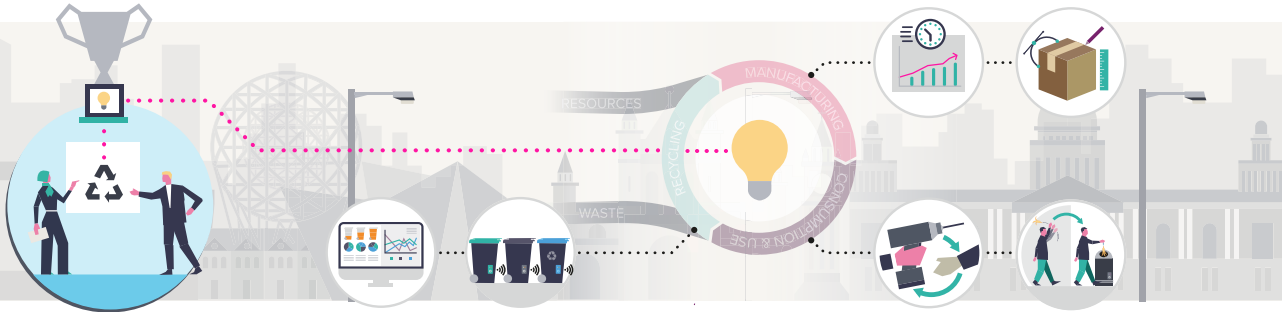 RESOURCES
MANUFACTURING
RECYCLING
CONSUMPTION & USE
WASTE